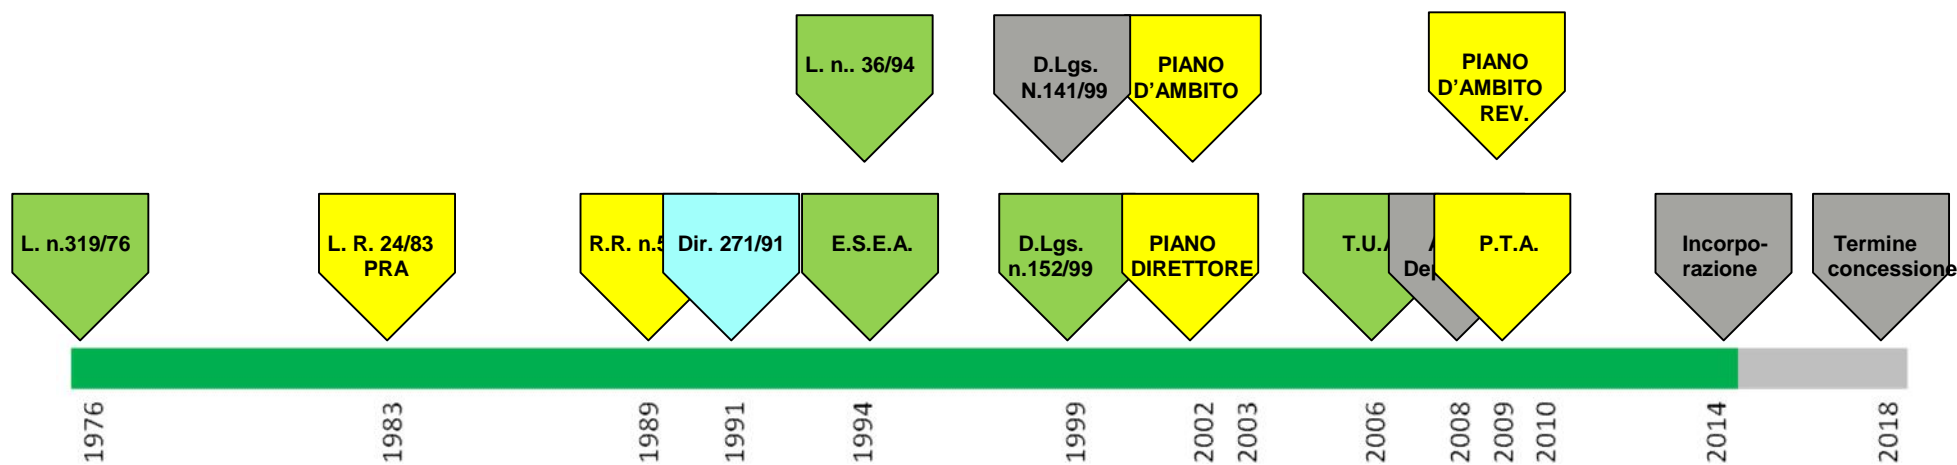 L. n.. 36/94
D.Lgs.
N.141/99
PIANO
D'AMBITO
PIANO
D'AMBITO
REV.
L. n.319/76
L. R. 24/83
PRA
R.R. n.5
Dir. 271/91
E.S.E.A.
D.Lgs.
n.152/99
PIANO
DIRETTORE
T.U.A
P.T.A.
Incorpo-
razione
Termine
concessione
1976
1983
1989
1991
1994
1999
2002
2003
2006
2008
2009
2010
2014
2018